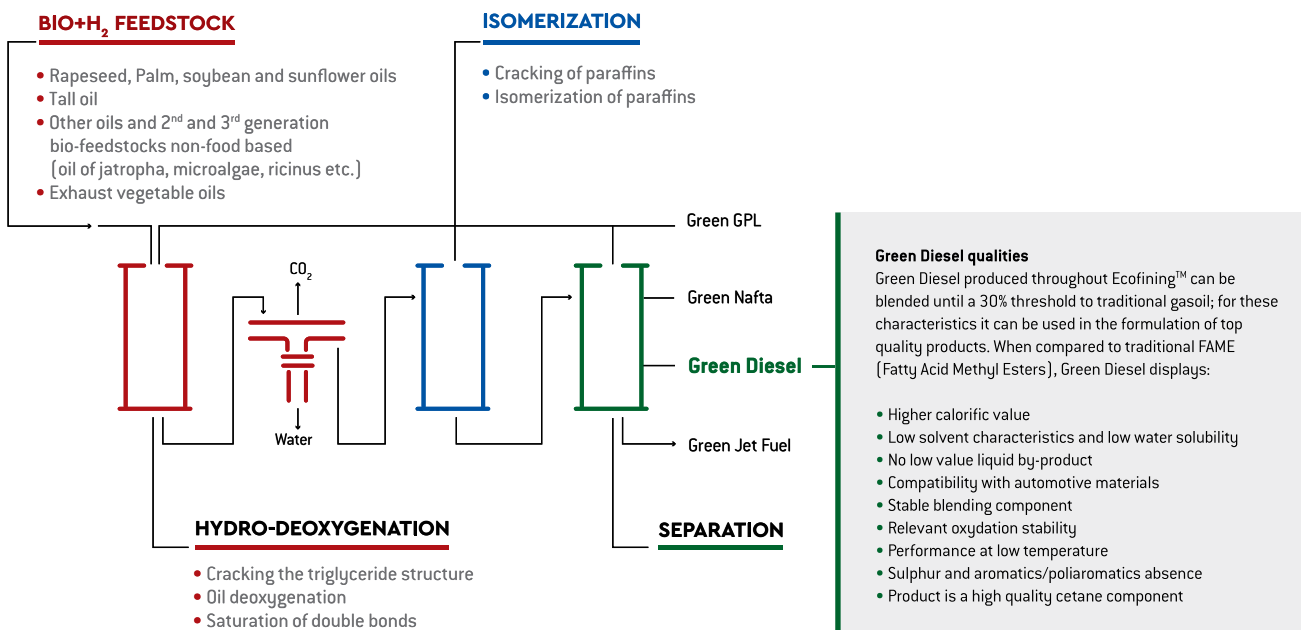 BIO+H2 FEEDSTOCK
• Rapeseed, Palm, soybean and sunflower oils
• Tall oil
• Other oils and 2nd and 3rd generation
bio-feedstocks non-food based
(oil of jatropha, microalgae, ricinus etc.)
• Exhaust vegetable oils
ISOMERIZATION
• Cracking of paraffins
• Isomerization of paraffins
Green GPL
CO2
Green Nafta
Green Diesel
Water
Green Jet Fuel
HYDRO-DEOXYGENATION
• Cracking the triglyceride structure
• Oil deoxygenation
• Saturation of double bonds
SEPARATION
Green Diesel qualities
Green Diesel produced throughout Ecofining™ can be
blended until a 30% threshold to traditional gasoil; for these
characteristics it can be used in the formulation of top
quality products. When compared to traditional FAME
(Fatty Acid Methyl Esters), Green Diesel displays:
• Higher calorific value
• Low solvent characteristics and low water solubility
• No low value liquid by-product
• Compatibility with automotive materials
• Stable blending component
• Relevant oxydation stability
• Performance at low temperature
• Sulphur and aromatics/poliaromatics absence
• Product is a high quality cetane component